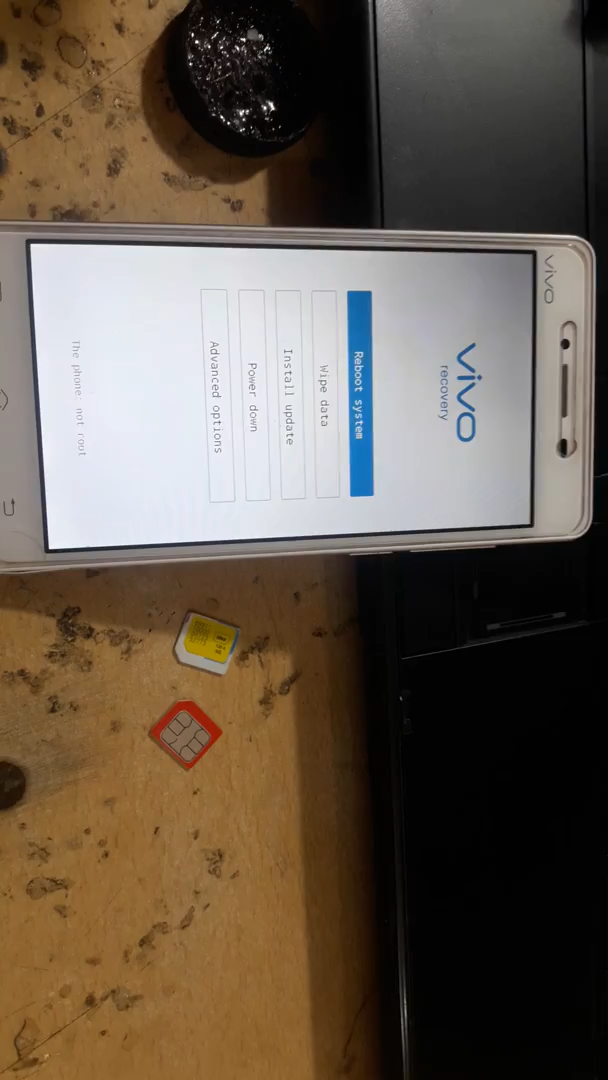 vivo
vivo
recovery
Reboot system
Wipe data
Install update
Power down
Advanced options
The phone: not root